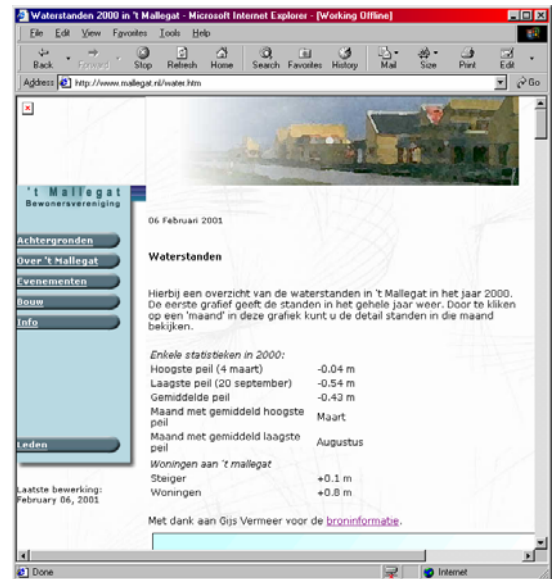 Waterstanden 2000 in 't Mallegat - Microsoft Internet Explorer - [Working Offline]
File Edit View Favorites Tools Help
Back Forward Stop Refresh Home Search Favorites History Mail Size Print Edit
Address http://www.mallegat.nl/water.htm Go
't Mallegat
Bewonersvereniging
Achtergronden
Over 't Mallegat
Evenementen
Bouw
Info
Leden
Laatste bewerking:
February 06, 2001
06 Februari 2001
Waterstanden
Hierbij een overzicht van de waterstanden in 't Mallegat in het jaar 2000.
De eerste grafief geeft de standen in het gehele jaar weer. Door te kliken
op een 'maand' in deze grafiek kunt u de detail standen in die maand
bekijken.
Enkele statistieken in 2000:
Hoogste peil (4 maart) -0.04 m
Laagste peil (20 september) -0.54 m
Gemiddelde peil -0.43 m
Maand met gemiddeld hoogste
peil Maart
Maand met gemiddeld laagste
peil Augustus
Woningen aan 't mallegat
Steiger +0.1 m
Woningen +0.8 m
Met dank aan Gijs Vermeer voor de broninformatie.
Done Internet